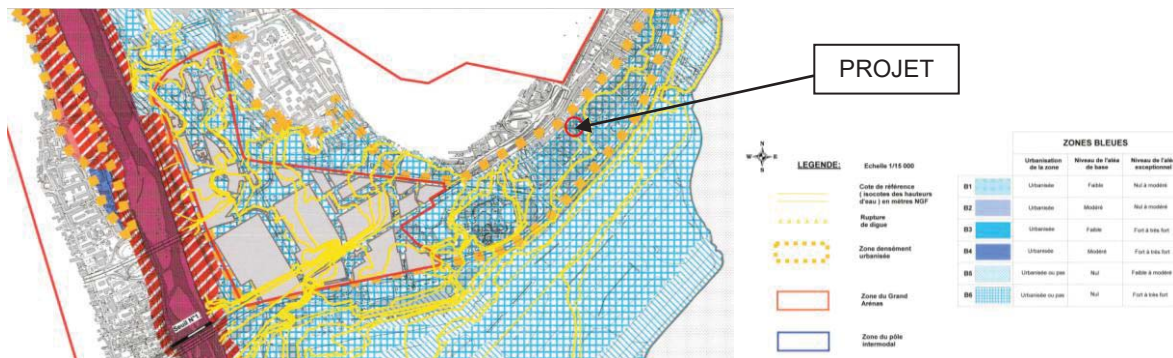 PROJET
Seuil N°1
N
W E
S
LEGENDE: Echelle 1/15 000
Cote de référence
( isocotes des hauteurs
d'eau ) en mètres NGF
Rupture
de digue
Zone densément
urbanisée
Zone du Grand
Arénas
Zone du pôle
intermodal
ZONES BLEUES
Urbanisation
de la zone
Niveau de l'aléa
de base
Niveau de l'alé
exceptionnel
B1 Urbanisée Faible Nul à modéré
B2 Urbanisée Modéré Nul à modéré
B3 Urbanisée Faible Fort à très fort
B4 Urbanisée Modéré Fort à très fort
B5 Urbanisée ou pas Nul Faible à modéré
B6 Urbanisée ou pas Nul Fort à très fort